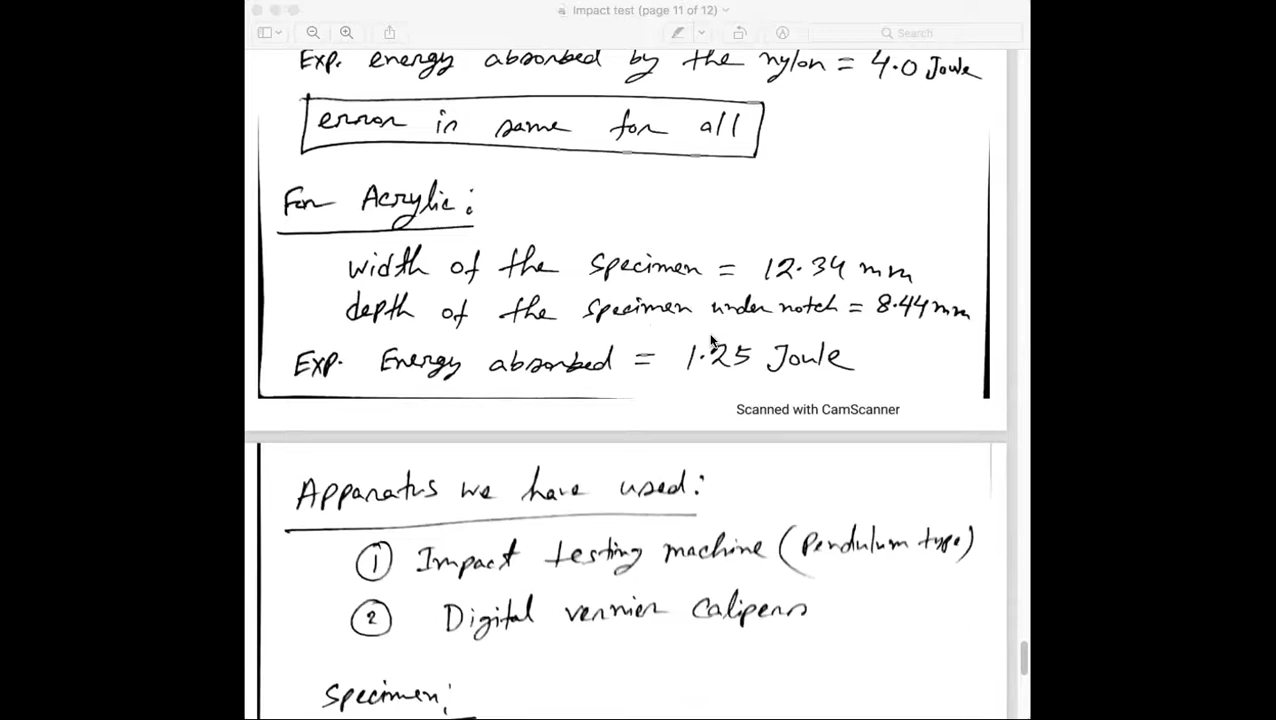 Impact test (page 11 of 12)
Search
Exp. energy absorbed by the nylon = 4.0 Joule
error is same for all
For Acrylic:
width of the specimen = 12.34 mm
depth of the specimen under notch = 8.44mm
Exp. Energy absorbed = 1.25 Joule
Scanned with CamScanner
Apparatus we have used:
① Impact testing machine (Pendulum type)
② Digital vernier calipers
Specimen: